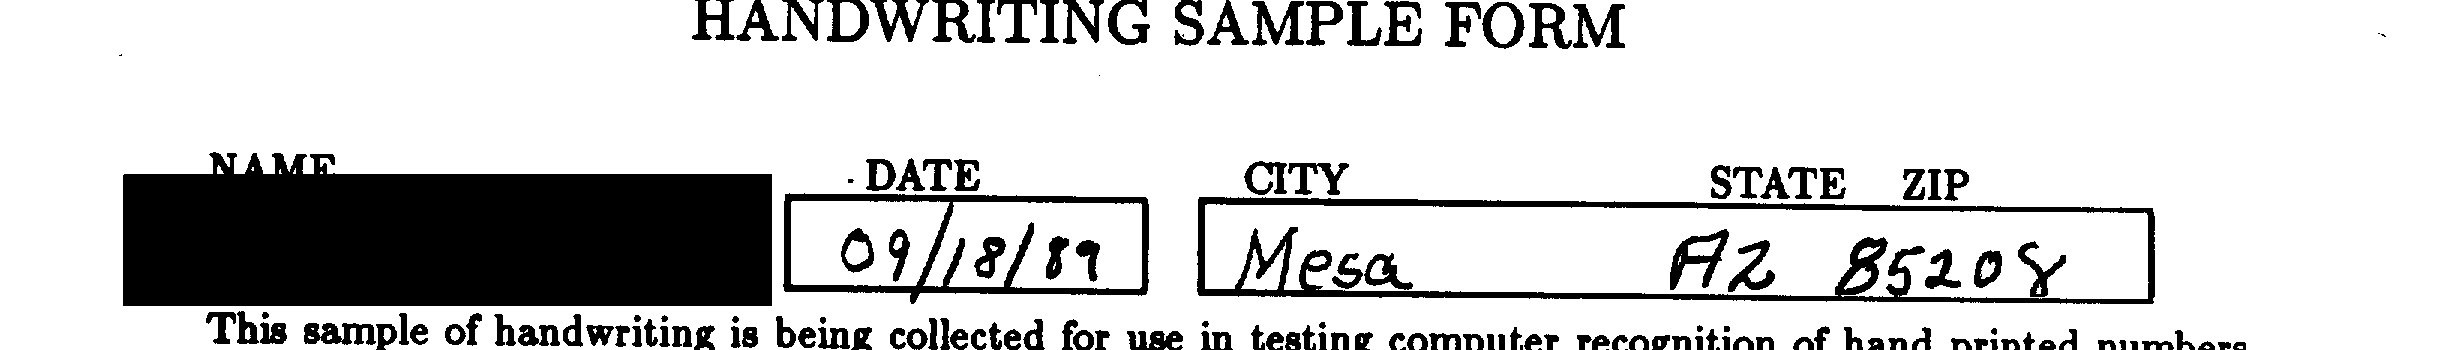 HANDWRITING SAMPLE FORM
NAME DATE CITY STATE ZIP
09/18/89 Mesa AZ 85208
This sample of handwriting is being collected for use in testing computer recognition of hand printed numbers